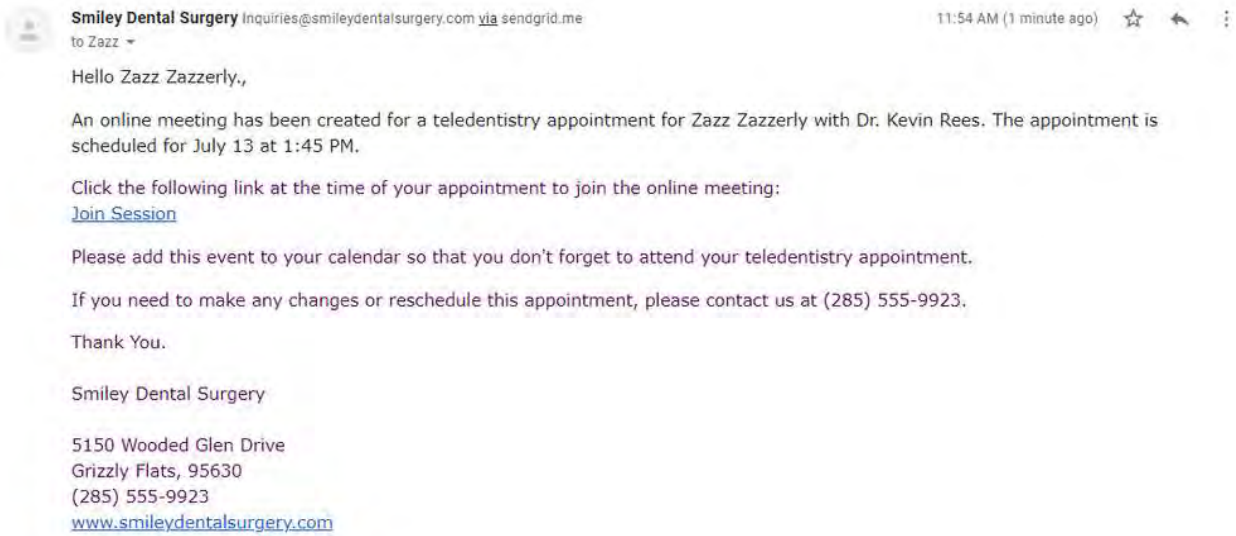 Smiley Dental Surgery Inquiries@smileydentalsurgery.com via sendgrid.me 11:54 AM (1 minute ago)
to Zazz
Hello Zazz Zazzerly.,
An online meeting has been created for a teledentistry appointment for Zazz Zazzerly with Dr. Kevin Rees. The appointment is
scheduled for July 13 at 1:45 PM.
Click the following link at the time of your appointment to join the online meeting:
Join Session
Please add this event to your calendar so that you don't forget to attend your teledentistry appointment.
If you need to make any changes or reschedule this appointment, please contact us at (285) 555-9923.
Thank You.
Smiley Dental Surgery
5150 Wooded Glen Drive
Grizzly Flats, 95630
(285) 555-9923
www.smileydentalsurgery.com